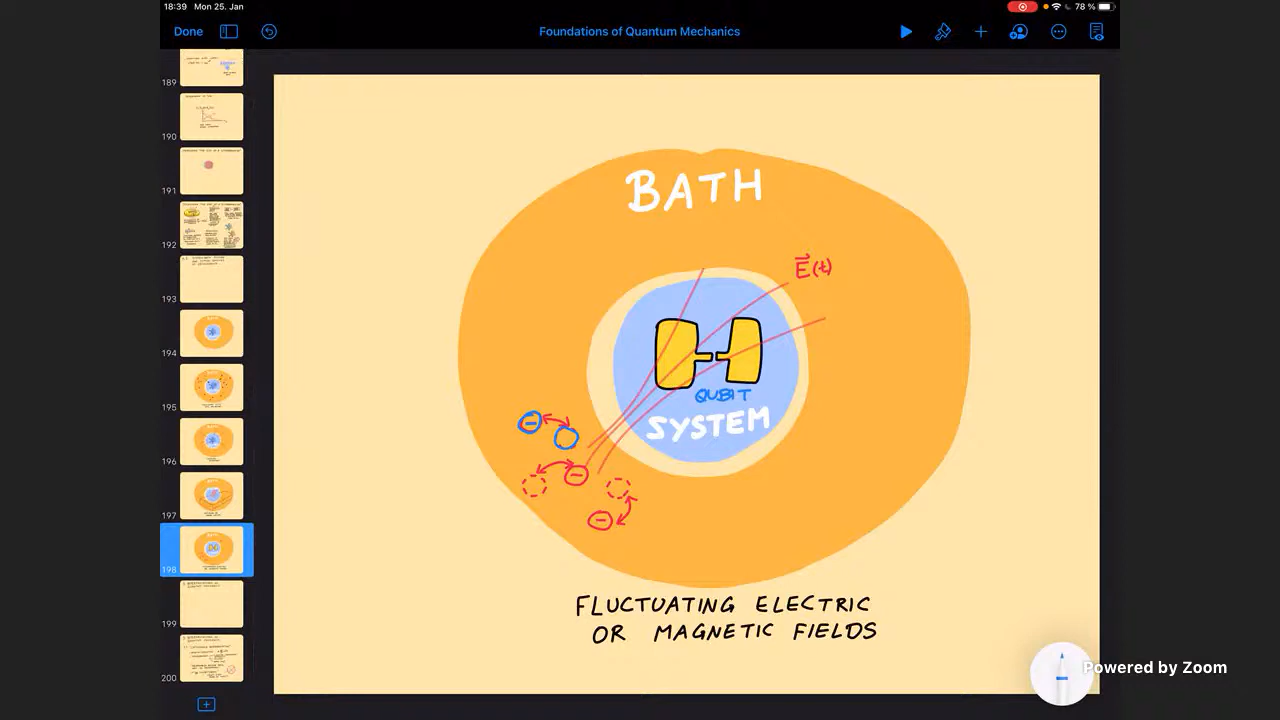 18:39 Mon 25. Jan
78 %
Done
Foundations of Quantum Mechanics
189
190
191
192
193
194
195
196
197
198
199
200
BATH
E(t)
QUBIT
SYSTEM
FLUCTUATING ELECTRIC
OR MAGNETIC FIELDS
Powered by Zoom